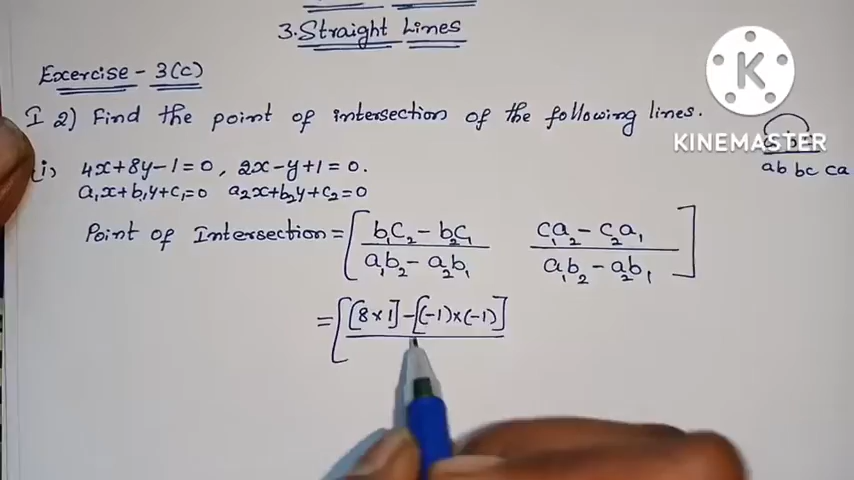 3. Straight Lines
Exercise - 3(c)
I 2) Find the point of intersection of the following lines.
KINEMASTER
ab bc ca
(i) 4x+8y-1=0, 2x-y+1=0.
a₁x+b₁y+c₁=0 a₂x+b₂y+c₂=0
Point of Intersection = [ b₁c₂-b₂c₁ / a₁b₂-a₂b₁ c₁a₂-c₂a₁ / a₁b₂-a₂b₁ ]
= [ [8×1]-[(-1)×(-1)]